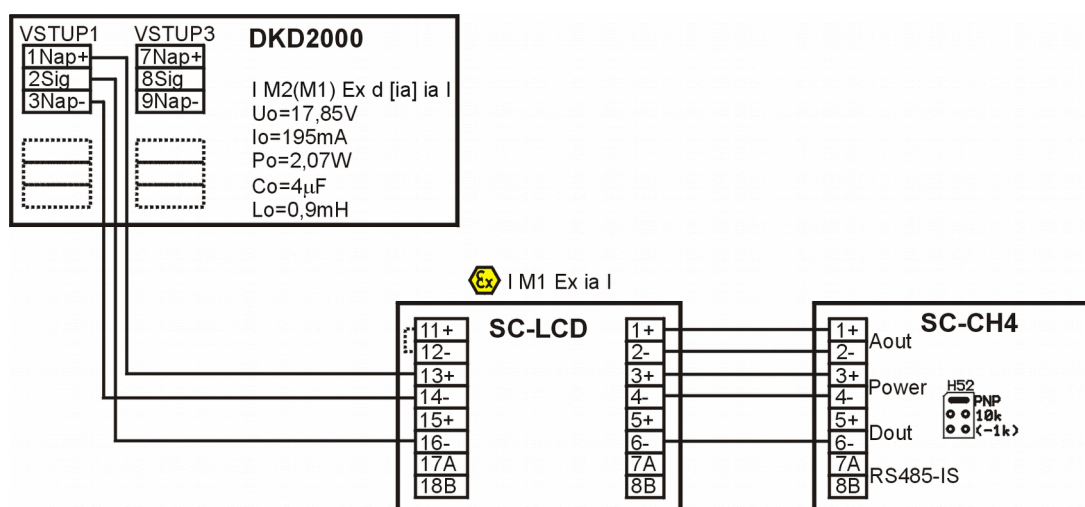 VSTUP1
1Nap+
2Sig
3Nap-
VSTUP3
7Nap+
8Sig
9Nap-
DKD2000
I M2(M1) Ex d [ia] ia I
Uo=17,85V
Io=195mA
Po=2,07W
Co=4µF
Lo=0,9mH
Ex I M1 Ex ia I
SC-LCD
11+
12-
13+
14-
15+
16-
17A
18B
1+
2-
3+
4-
5+
6-
7A
8B
SC-CH4
1+
2-
3+
4-
5+
6-
7A
8B
Aout
Power
Dout
RS485-IS
H52
PNP
10k
(-1k)